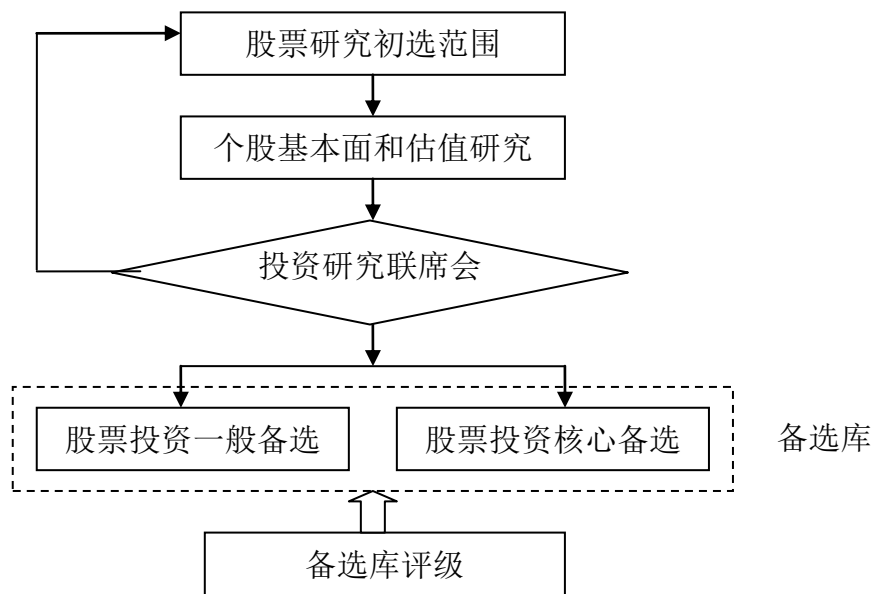 股票研究初选范围
个股基本面和估值研究
投资研究联席会
股票投资一般备选
股票投资核心备选
备选库
备选库评级